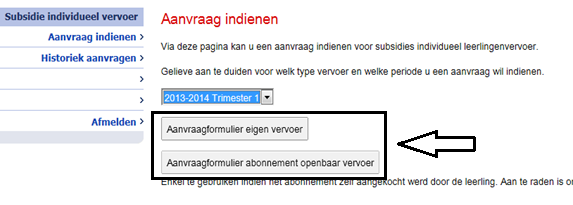 Subsidie individueel vervoer
Aanvraag indienen
Historiek aanvragen
Afmelden
Aanvraag indienen
Via deze pagina kan u een aanvraag indienen voor subsidies individueel leerlingenvervoer.
Gelieve aan te duiden voor welk type vervoer en welke periode u een aanvraag wil indienen.
2013-2014 Trimester 1
Aanvraagformulier eigen vervoer
Aanvraagformulier abonnement openbaar vervoer
Enkel te gebruiken indien het abonnement zelf aangekocht werd door de leerling. Aan te raden is